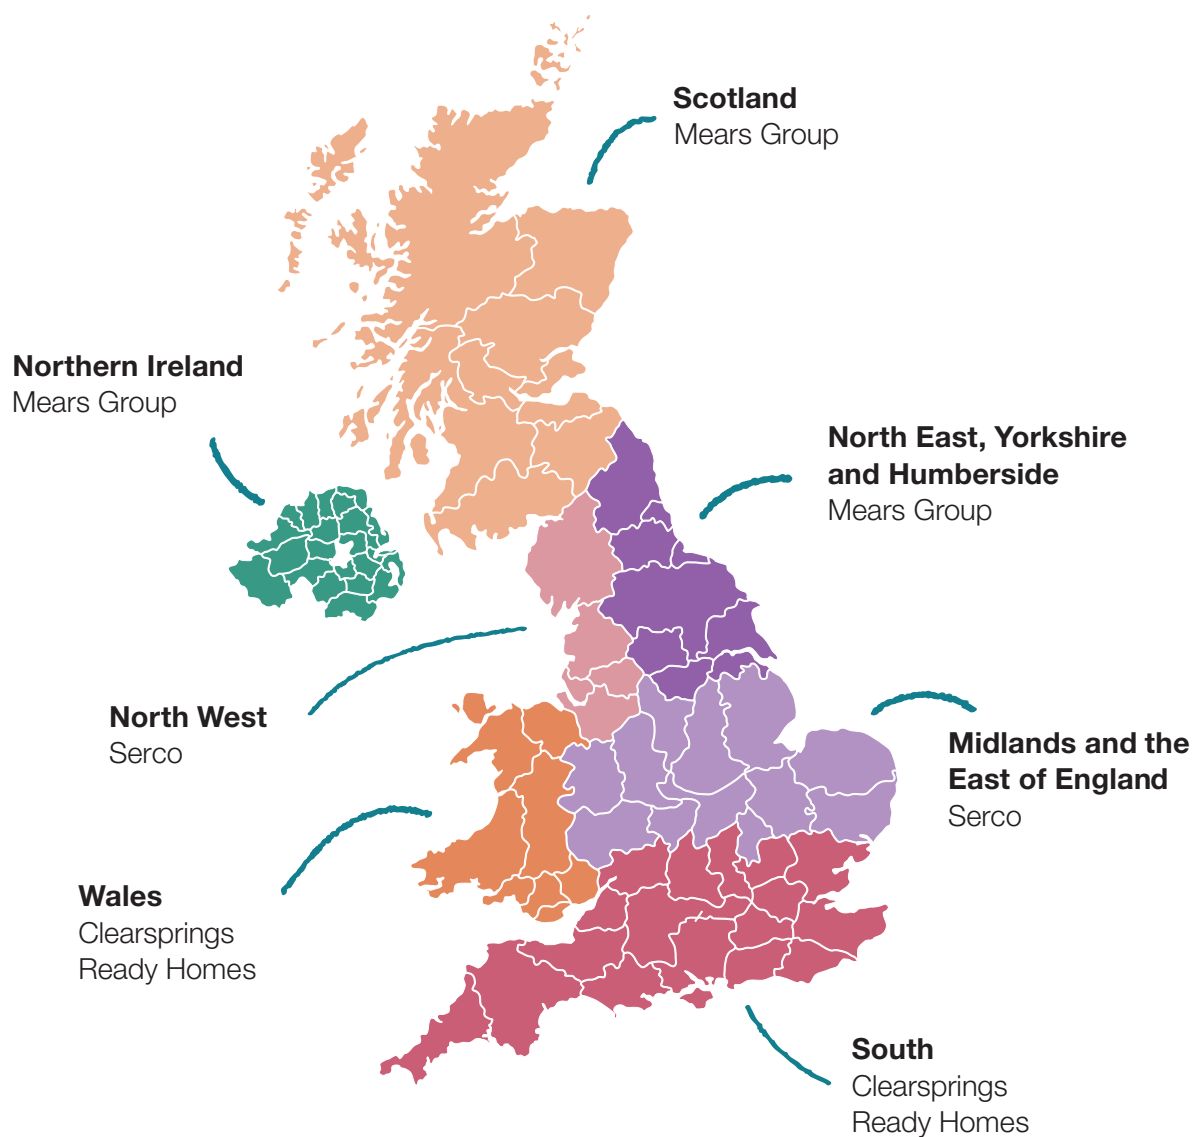 Scotland
Mears Group
Northern Ireland
Mears Group
North East, Yorkshire
and Humberside
Mears Group
North West
Serco
Midlands and the
East of England
Serco
Wales
Clearsprings
Ready Homes
South
Clearsprings
Ready Homes